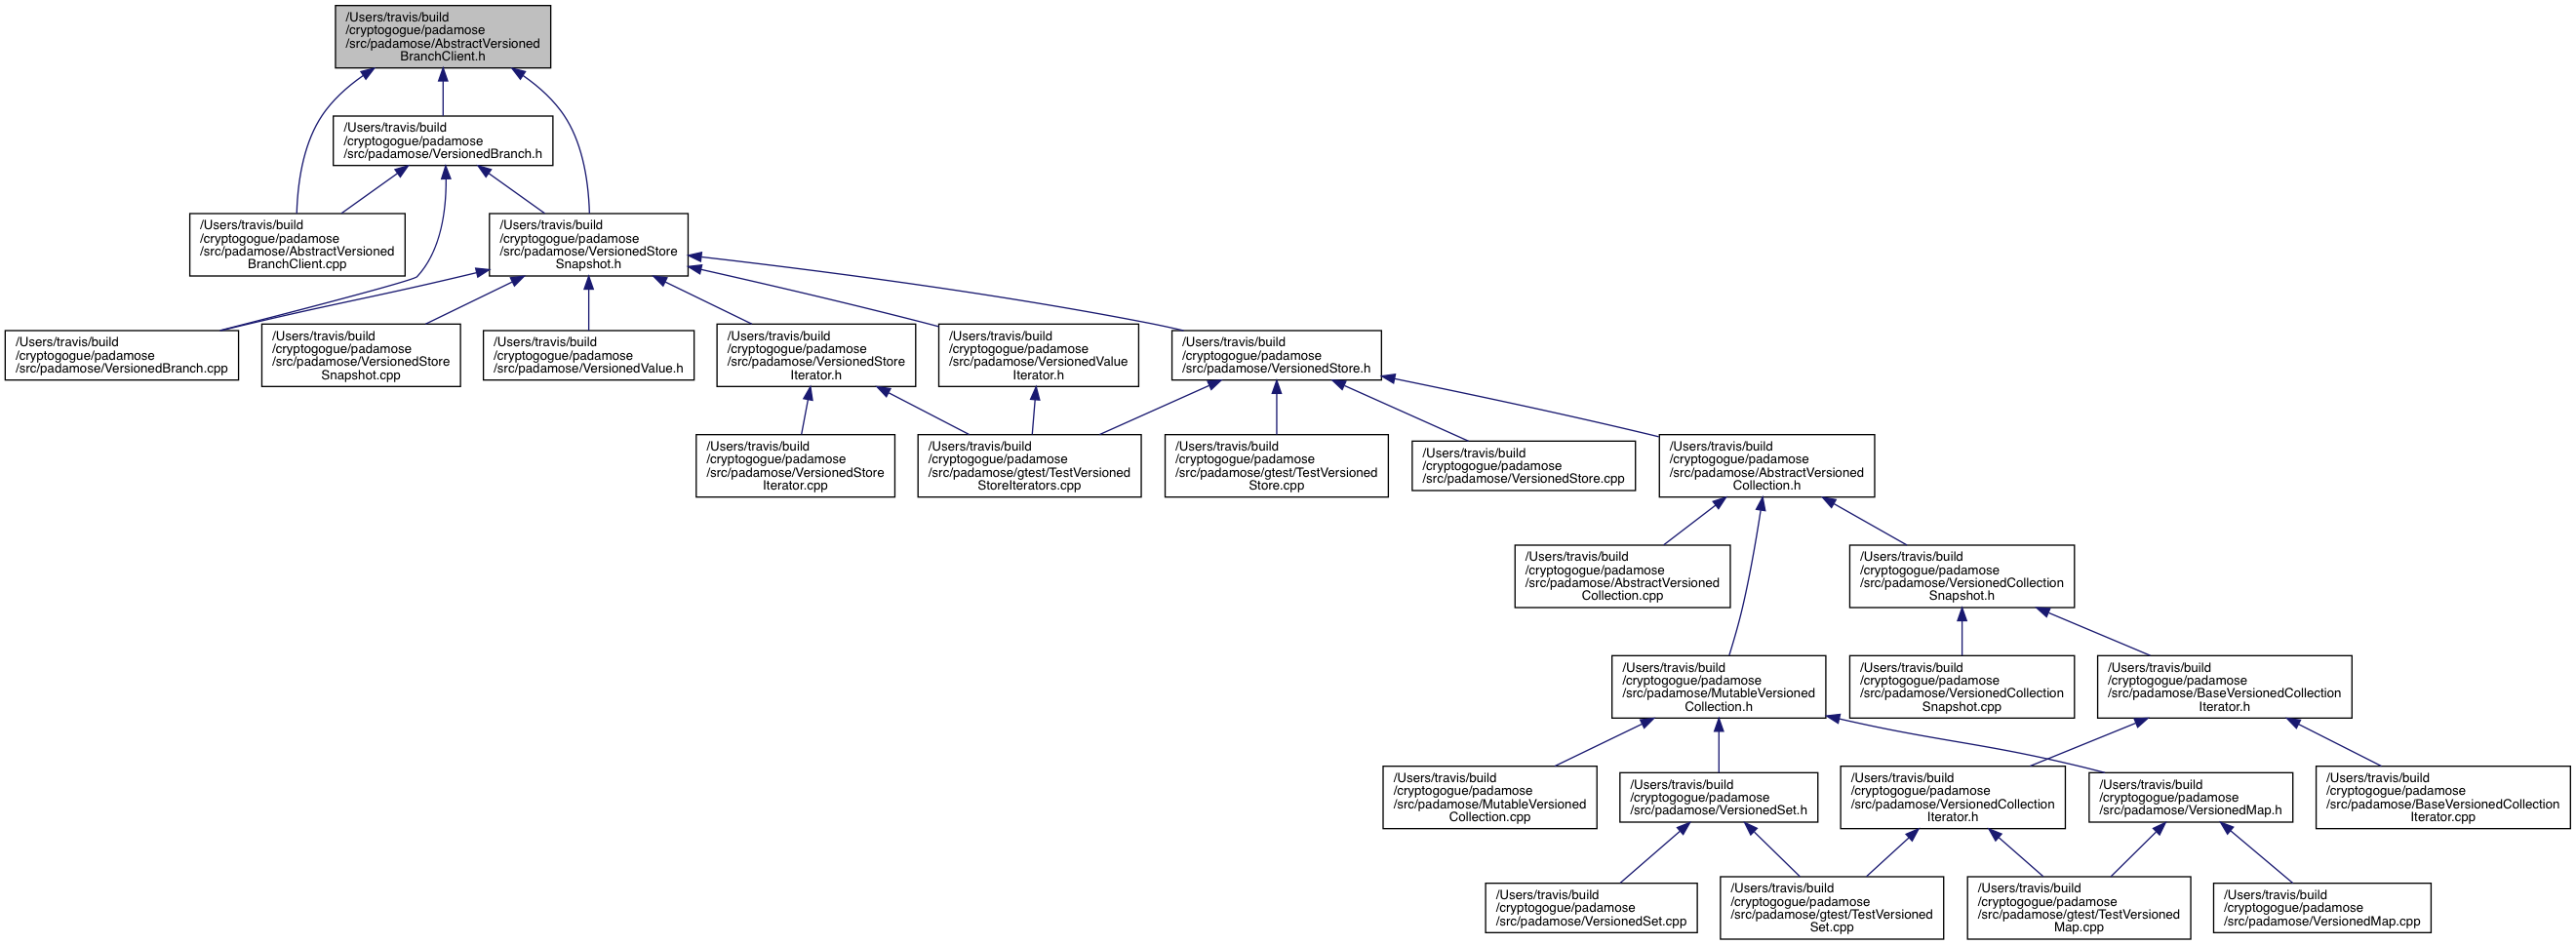 /Users/travis/build
/cryptogogue/padamose
/src/padamose/AbstractVersioned
BranchClient.h
/Users/travis/build
/cryptogogue/padamose
/src/padamose/VersionedBranch.h
/Users/travis/build
/cryptogogue/padamose
/src/padamose/AbstractVersioned
BranchClient.cpp
/Users/travis/build
/cryptogogue/padamose
/src/padamose/VersionedStore
Snapshot.h
/Users/travis/build
/cryptogogue/padamose
/src/padamose/VersionedBranch.cpp
/Users/travis/build
/cryptogogue/padamose
/src/padamose/VersionedStore
Snapshot.cpp
/Users/travis/build
/cryptogogue/padamose
/src/padamose/VersionedValue.h
/Users/travis/build
/cryptogogue/padamose
/src/padamose/VersionedStore
Iterator.h
/Users/travis/build
/cryptogogue/padamose
/src/padamose/VersionedValue
Iterator.h
/Users/travis/build
/cryptogogue/padamose
/src/padamose/VersionedStore.h
/Users/travis/build
/cryptogogue/padamose
/src/padamose/VersionedStore
Iterator.cpp
/Users/travis/build
/cryptogogue/padamose
/src/padamose/gtest/TestVersioned
StoreIterators.cpp
/Users/travis/build
/cryptogogue/padamose
/src/padamose/gtest/TestVersioned
Store.cpp
/Users/travis/build
/cryptogogue/padamose
/src/padamose/VersionedStore.cpp
/Users/travis/build
/cryptogogue/padamose
/src/padamose/AbstractVersioned
Collection.h
/Users/travis/build
/cryptogogue/padamose
/src/padamose/AbstractVersioned
Collection.cpp
/Users/travis/build
/cryptogogue/padamose
/src/padamose/VersionedCollection
Snapshot.h
/Users/travis/build
/cryptogogue/padamose
/src/padamose/MutableVersioned
Collection.h
/Users/travis/build
/cryptogogue/padamose
/src/padamose/VersionedCollection
Snapshot.cpp
/Users/travis/build
/cryptogogue/padamose
/src/padamose/BaseVersionedCollection
Iterator.h
/Users/travis/build
/cryptogogue/padamose
/src/padamose/MutableVersioned
Collection.cpp
/Users/travis/build
/cryptogogue/padamose
/src/padamose/VersionedSet.h
/Users/travis/build
/cryptogogue/padamose
/src/padamose/VersionedCollection
Iterator.h
/Users/travis/build
/cryptogogue/padamose
/src/padamose/VersionedMap.h
/Users/travis/build
/cryptogogue/padamose
/src/padamose/BaseVersionedCollection
Iterator.cpp
/Users/travis/build
/cryptogogue/padamose
/src/padamose/VersionedSet.cpp
/Users/travis/build
/cryptogogue/padamose
/src/padamose/gtest/TestVersioned
Set.cpp
/Users/travis/build
/cryptogogue/padamose
/src/padamose/gtest/TestVersioned
Map.cpp
/Users/travis/build
/cryptogogue/padamose
/src/padamose/VersionedMap.cpp